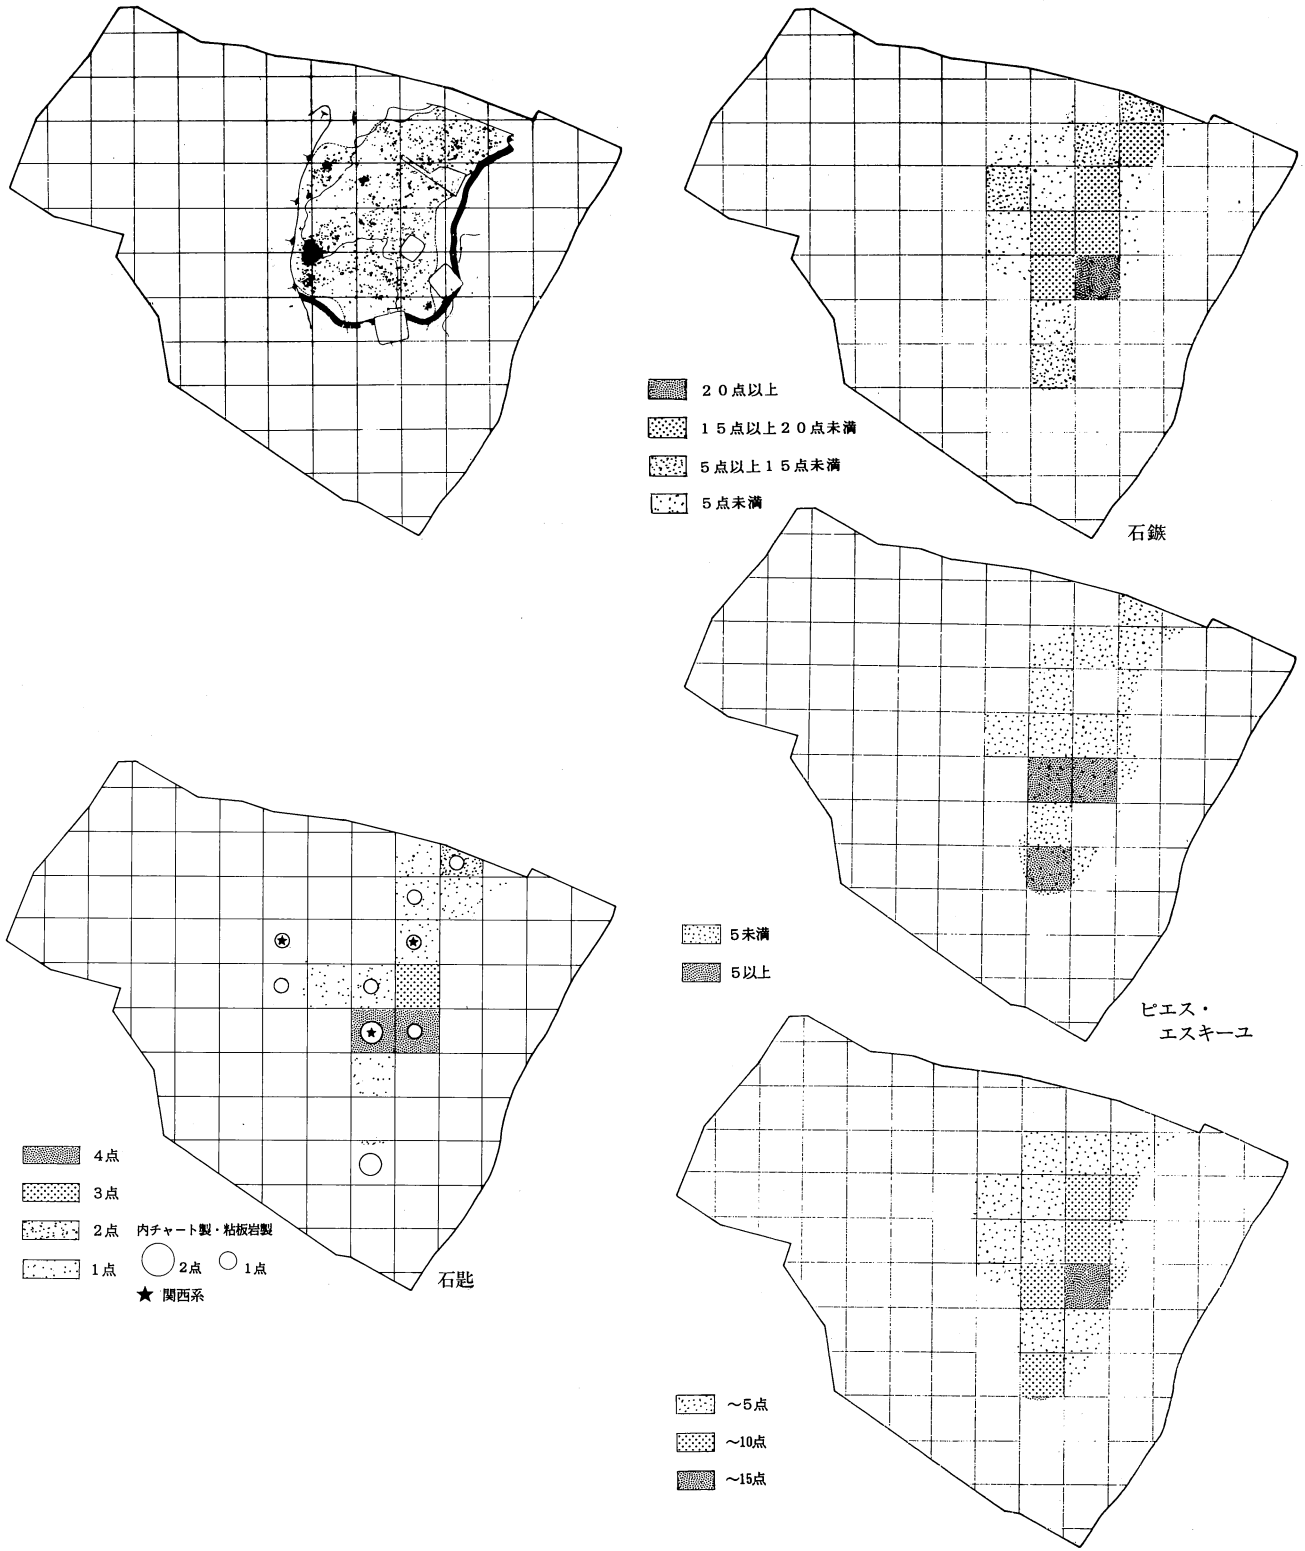 ２０点以上
１５点以上２０点未満
５点以上１５点未満
５点未満
石鏃
５未満
５以上
ピエス・
エスキーユ
４点
３点
２点
１点
内チャート製・粘板岩製
２点
１点
★ 関西系
石匙
～５点
～10点
～15点